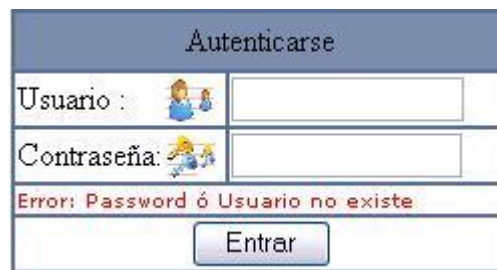 Autenticarse
Usuario :
Contraseña:
Error: Password ó Usuario no existe
Entrar